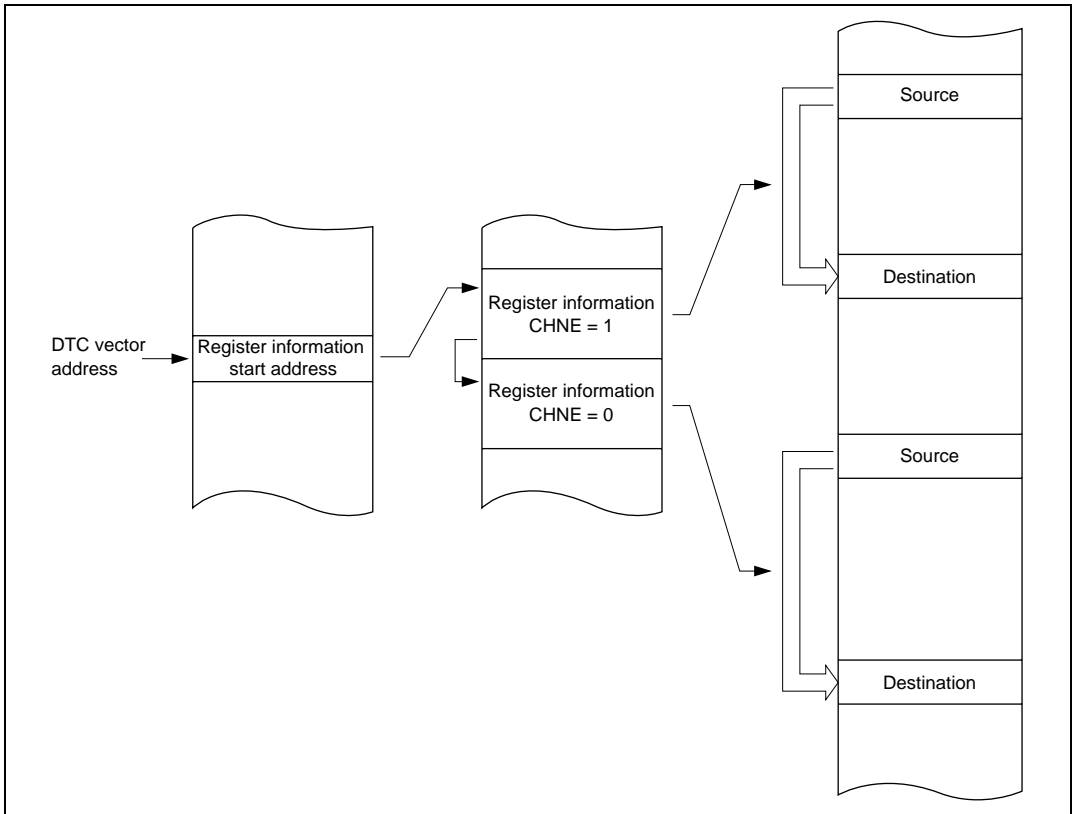 DTC vector
address
Register information
start address
Register information
CHNE = 1
Register information
CHNE = 0
Source
Destination
Source
Destination